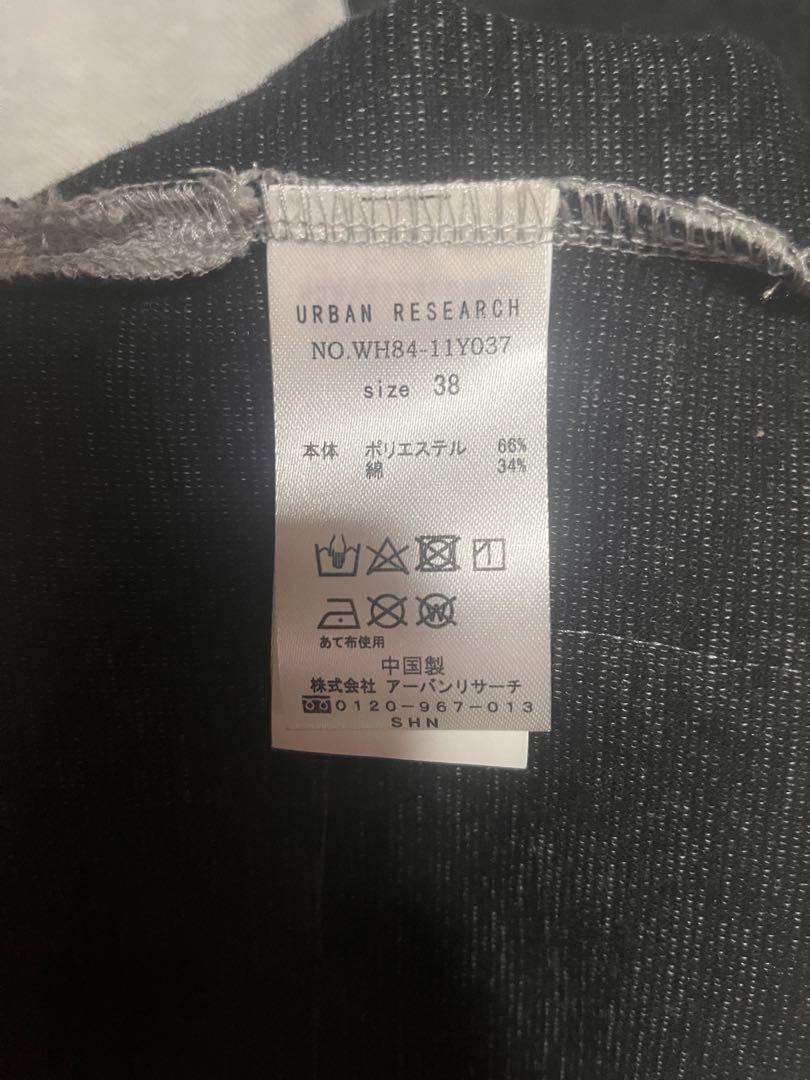 URBAN RESEARCH
NO.WH84-11Y037
size 38
本体 ポリエステル 66%
綿 34%
あて布使用
中国製
株式会社 アーバンリサーチ
0120-967-013
SHN